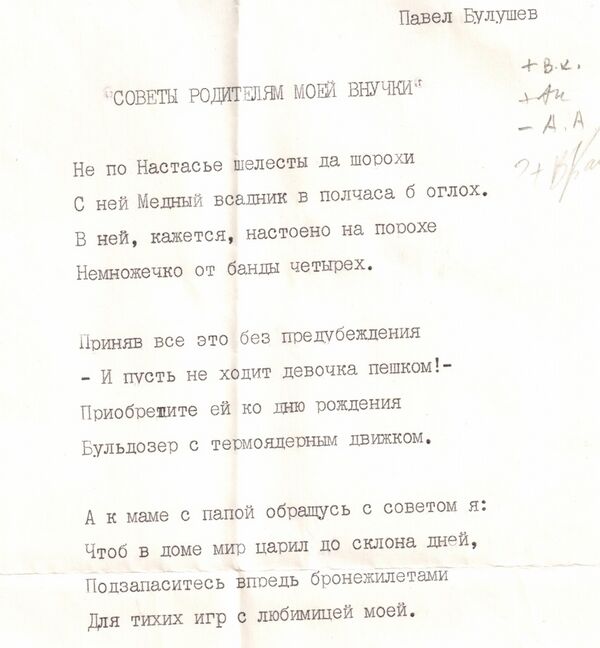 Павел Булушев
+ В.К.
+ Ан
- А.А
"СОВЕТЫ РОДИТЕЛЯМ МОЕЙ ВНУЧКИ"
Не по Настасье шелесты да шорохи
С ней Медный всадник в полчаса б оглох.
В ней, кажется, настоено на порохе
Немножечко от банды четырех.
Приняв все это без предубеждения
- И пусть не ходит девочка пешком!-
Приобретите ей ко дню рождения
Бульдозер с термоядерным движком.
А к маме с папой обращусь с советом я:
Чтоб в доме мир царил до склона дней,
Подзапаситесь впредь бронежилетами
Для тихих игр с любимицей моей.